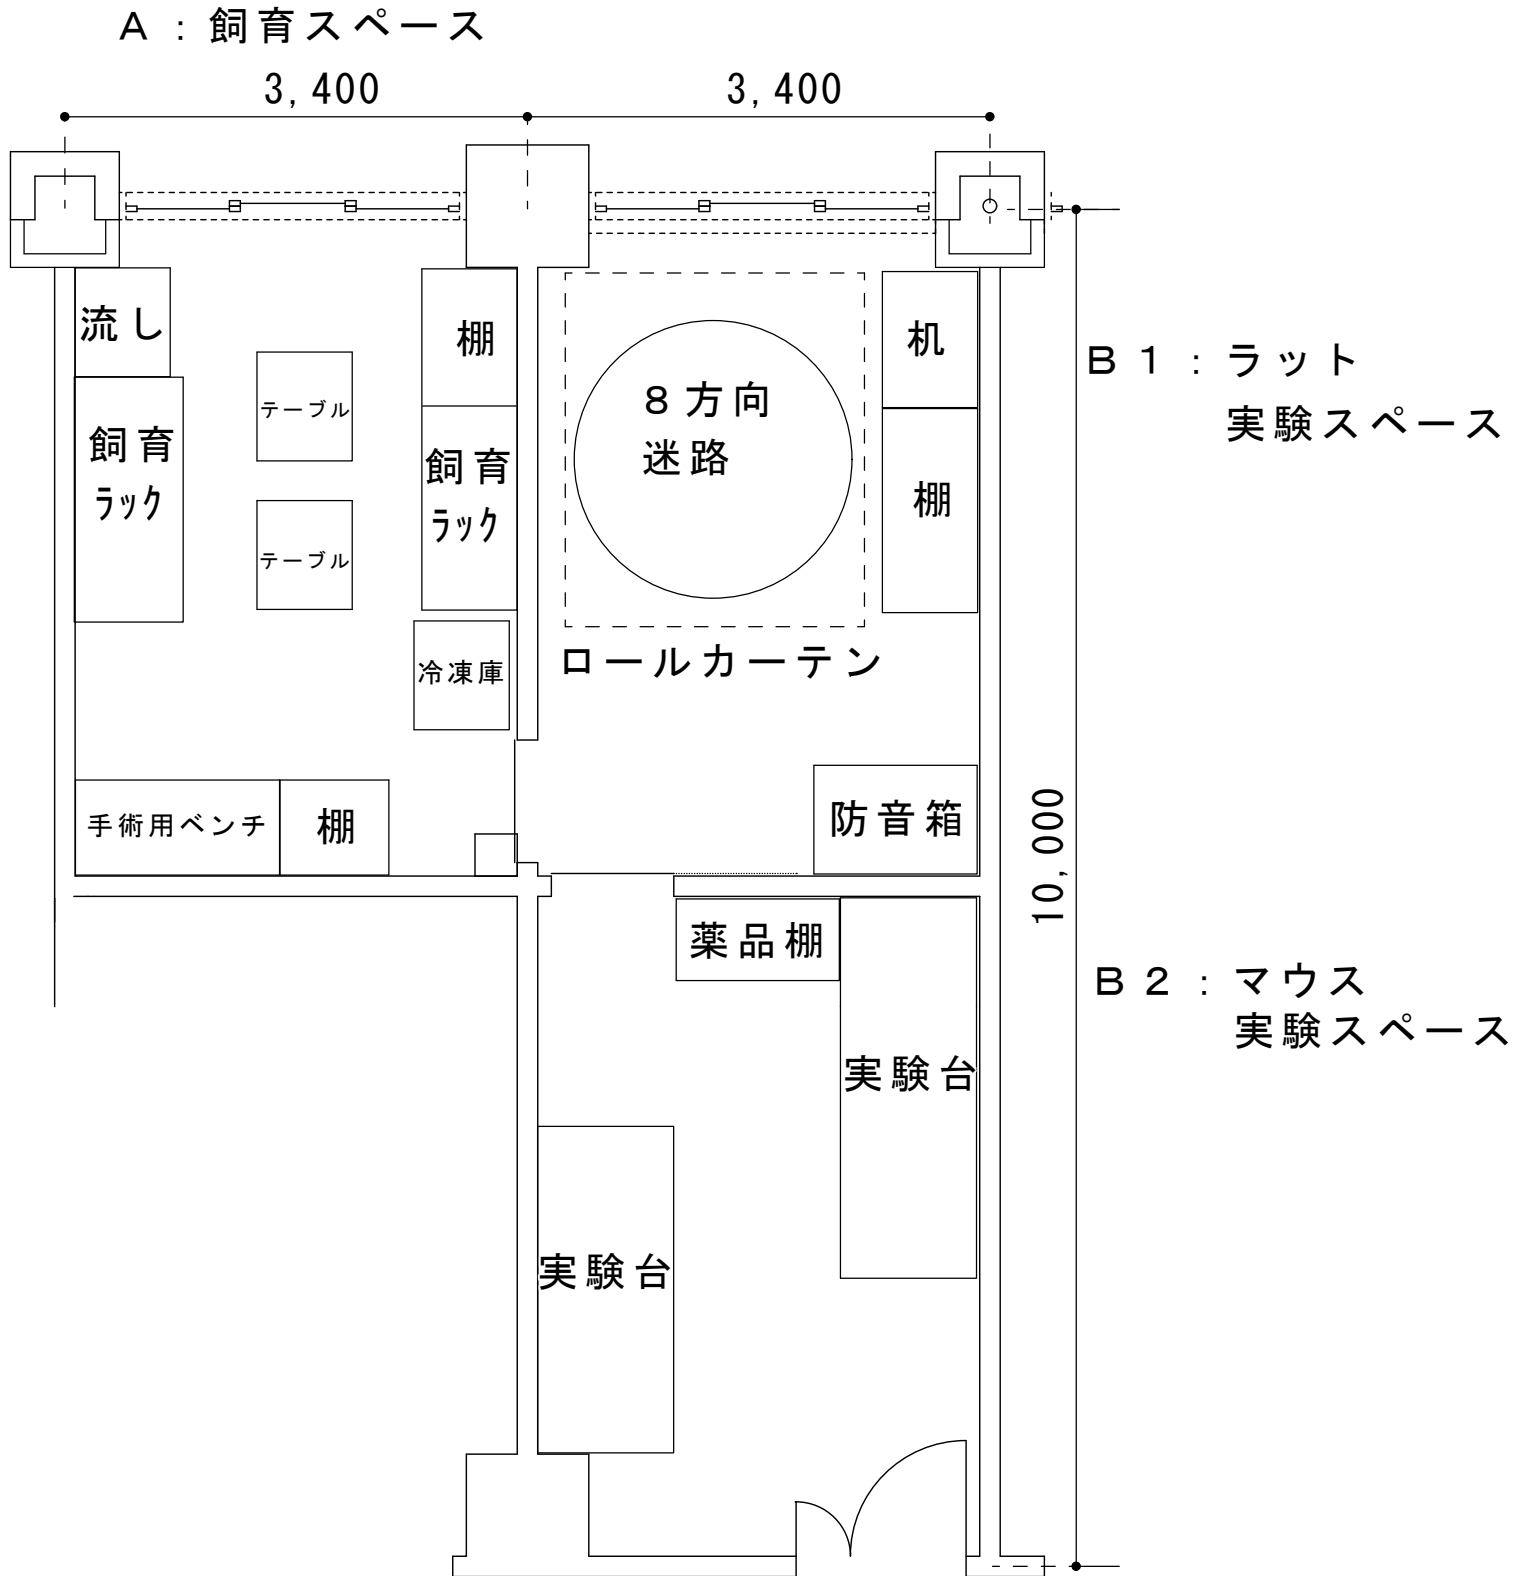 A：飼育スペース
3,400
3,400
流し
棚
机
B1：ラット
実験スペース
テーブル
8方向
迷路
飼育
ラック
飼育
ラック
棚
テーブル
ロールカーテン
冷凍庫
手術用ベンチ
棚
防音箱
10,000
薬品棚
B2：マウス
実験スペース
実験台
実験台